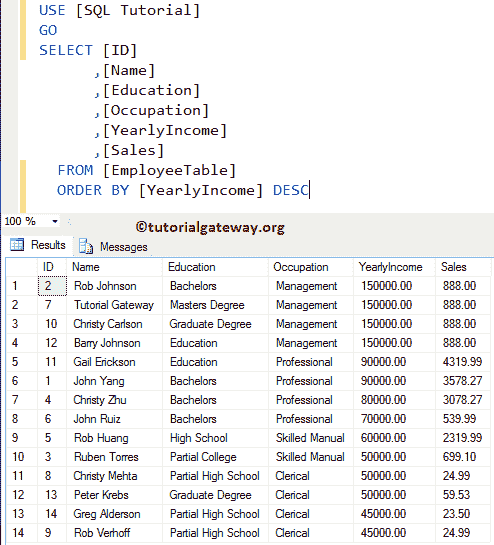 USE [SQL Tutorial]
GO
SELECT [ID]
,[Name]
,[Education]
,[Occupation]
,[YearlyIncome]
,[Sales]
FROM [EmployeeTable]
ORDER BY [YearlyIncome] DESC
100 %
©tutorialgateway.org
Results Messages
ID Name Education Occupation YearlyIncome Sales
1 2 Rob Johnson Bachelors Management 150000.00 888.00
2 7 Tutorial Gateway Masters Degree Management 150000.00 888.00
3 10 Christy Carlson Graduate Degree Management 150000.00 888.00
4 12 Barry Johnson Education Management 150000.00 888.00
5 11 Gail Erickson Education Professional 90000.00 4319.99
6 1 John Yang Bachelors Professional 90000.00 3578.27
7 4 Christy Zhu Bachelors Professional 80000.00 3078.27
8 6 John Ruiz Bachelors Professional 70000.00 539.99
9 5 Rob Huang High School Skilled Manual 60000.00 2319.99
10 3 Ruben Torres Partial College Skilled Manual 50000.00 699.10
11 8 Christy Mehta Partial High School Clerical 50000.00 24.99
12 13 Peter Krebs Graduate Degree Clerical 50000.00 59.53
13 14 Greg Alderson Partial High School Clerical 45000.00 23.50
14 9 Rob Verhoff Partial High School Clerical 45000.00 24.99